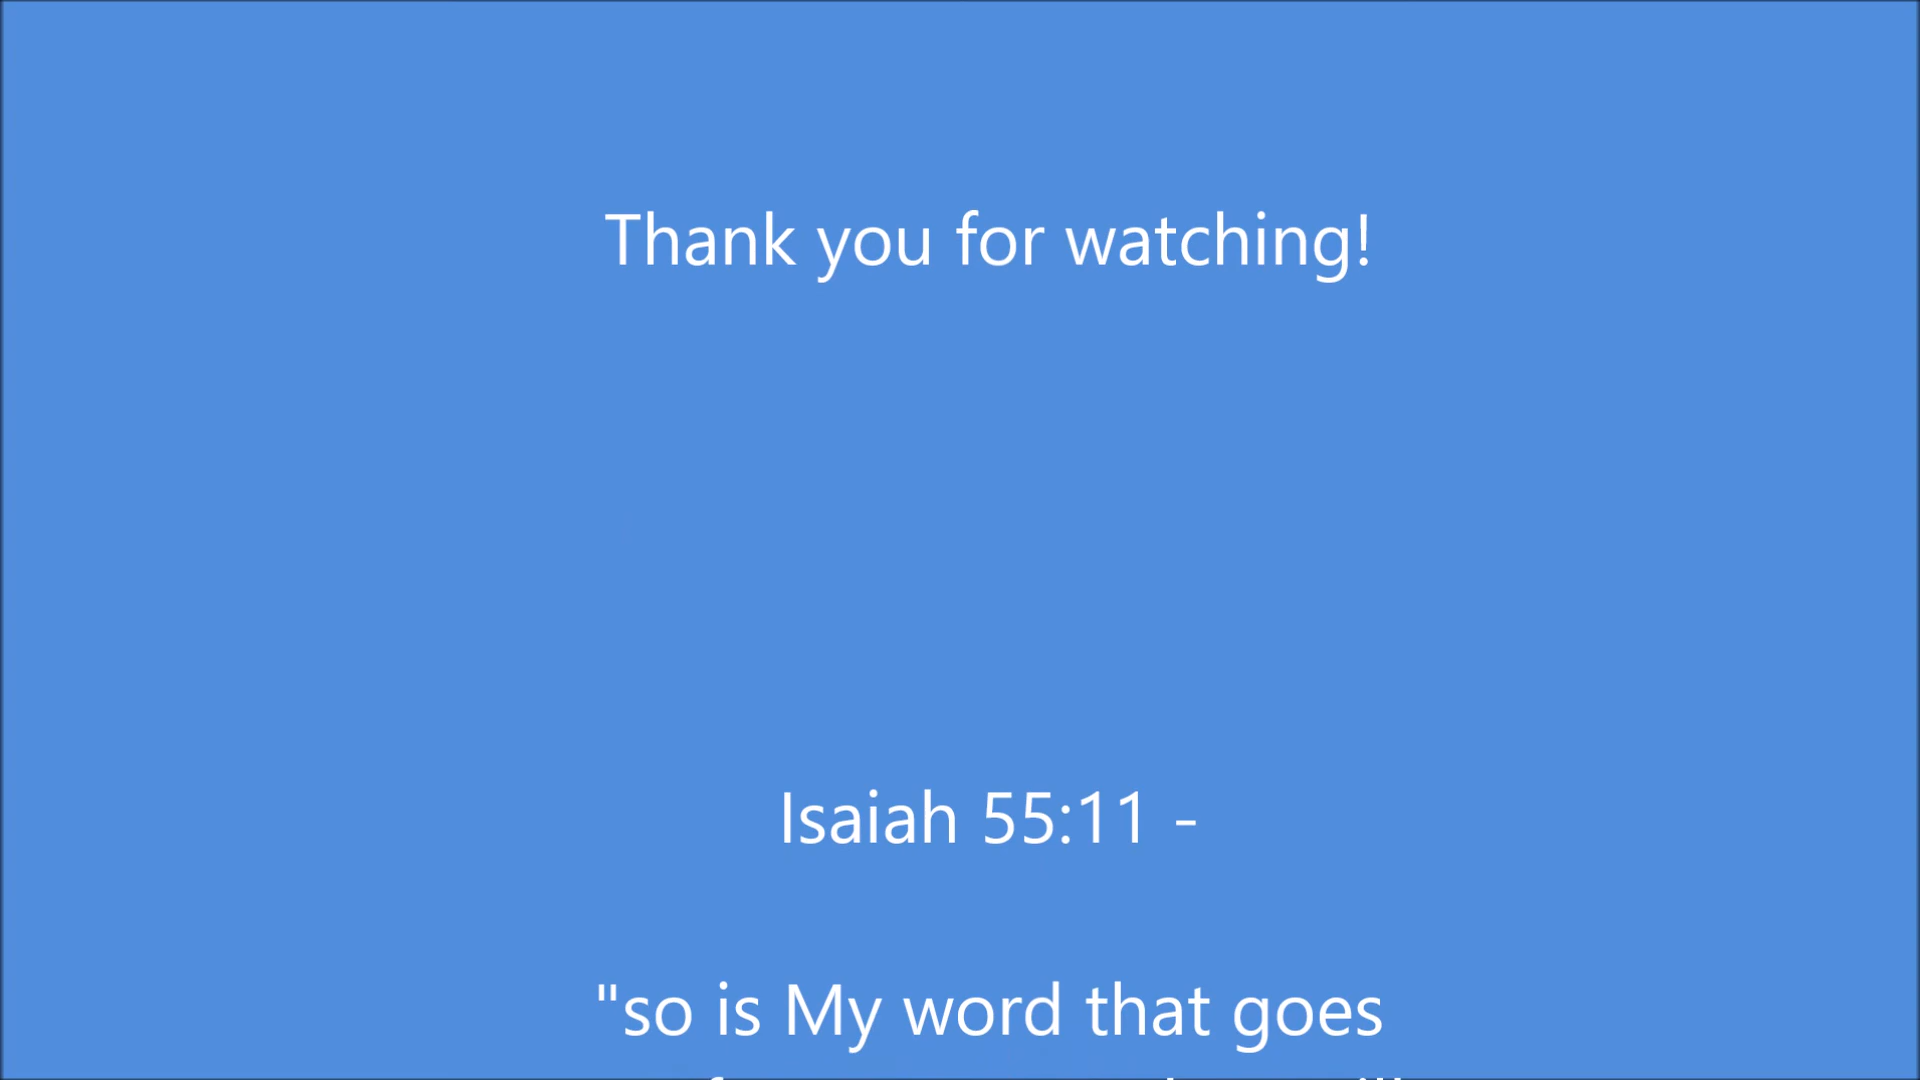 Thank you for watching!
Isaiah 55:11 -
"so is My word that goes